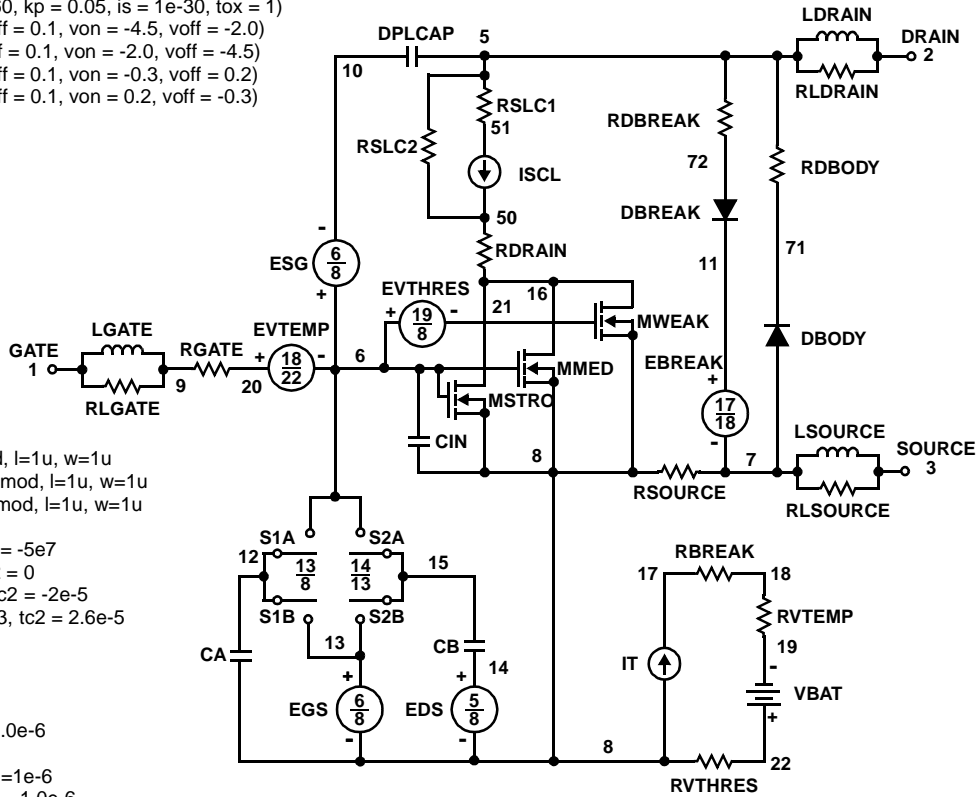 60, kp = 0.05, is = 1e-30, tox = 1)
ff = 0.1, von = -4.5, voff = -2.0)
f = 0.1, von = -2.0, voff = -4.5)
ff = 0.1, von = -0.3, voff = 0.2)
ff = 0.1, von = 0.2, voff = -0.3)
DPLCAP
5
10
LDRAIN
DRAIN
2
RLDRAIN
RSLC1
51
RSLC2
ISCL
RDBREAK
72
RDBODY
50
DBREAK
RDRAIN
71
11
-
ESG
6
8
+
EVTHRES
+
19
8
-
16
21
MWEAK
LGATE
EVTEMP
GATE
1
RGATE
+
18
22
-
6
MMED
EBREAK
DBODY
9
20
RLGATE
MSTRO
+
17
18
-
CIN
LSOURCE
SOURCE
3
8
7
RSOURCE
RLSOURCE
d, l=1u, w=1u
mod, l=1u, w=1u
mod, l=1u, w=1u
= -5e7
= 0
c2 = -2e-5
3, tc2 = 2.6e-5
S1A
S2A
12
13
8
14
13
15
S1B
S2B
13
CA
CB
14
+
EGS
6
8
-
+
EDS
5
8
-
RBREAK
17
18
RVTEMP
19
IT
-
VBAT
+
8
22
RVTHRES
.0e-6
=1e-6